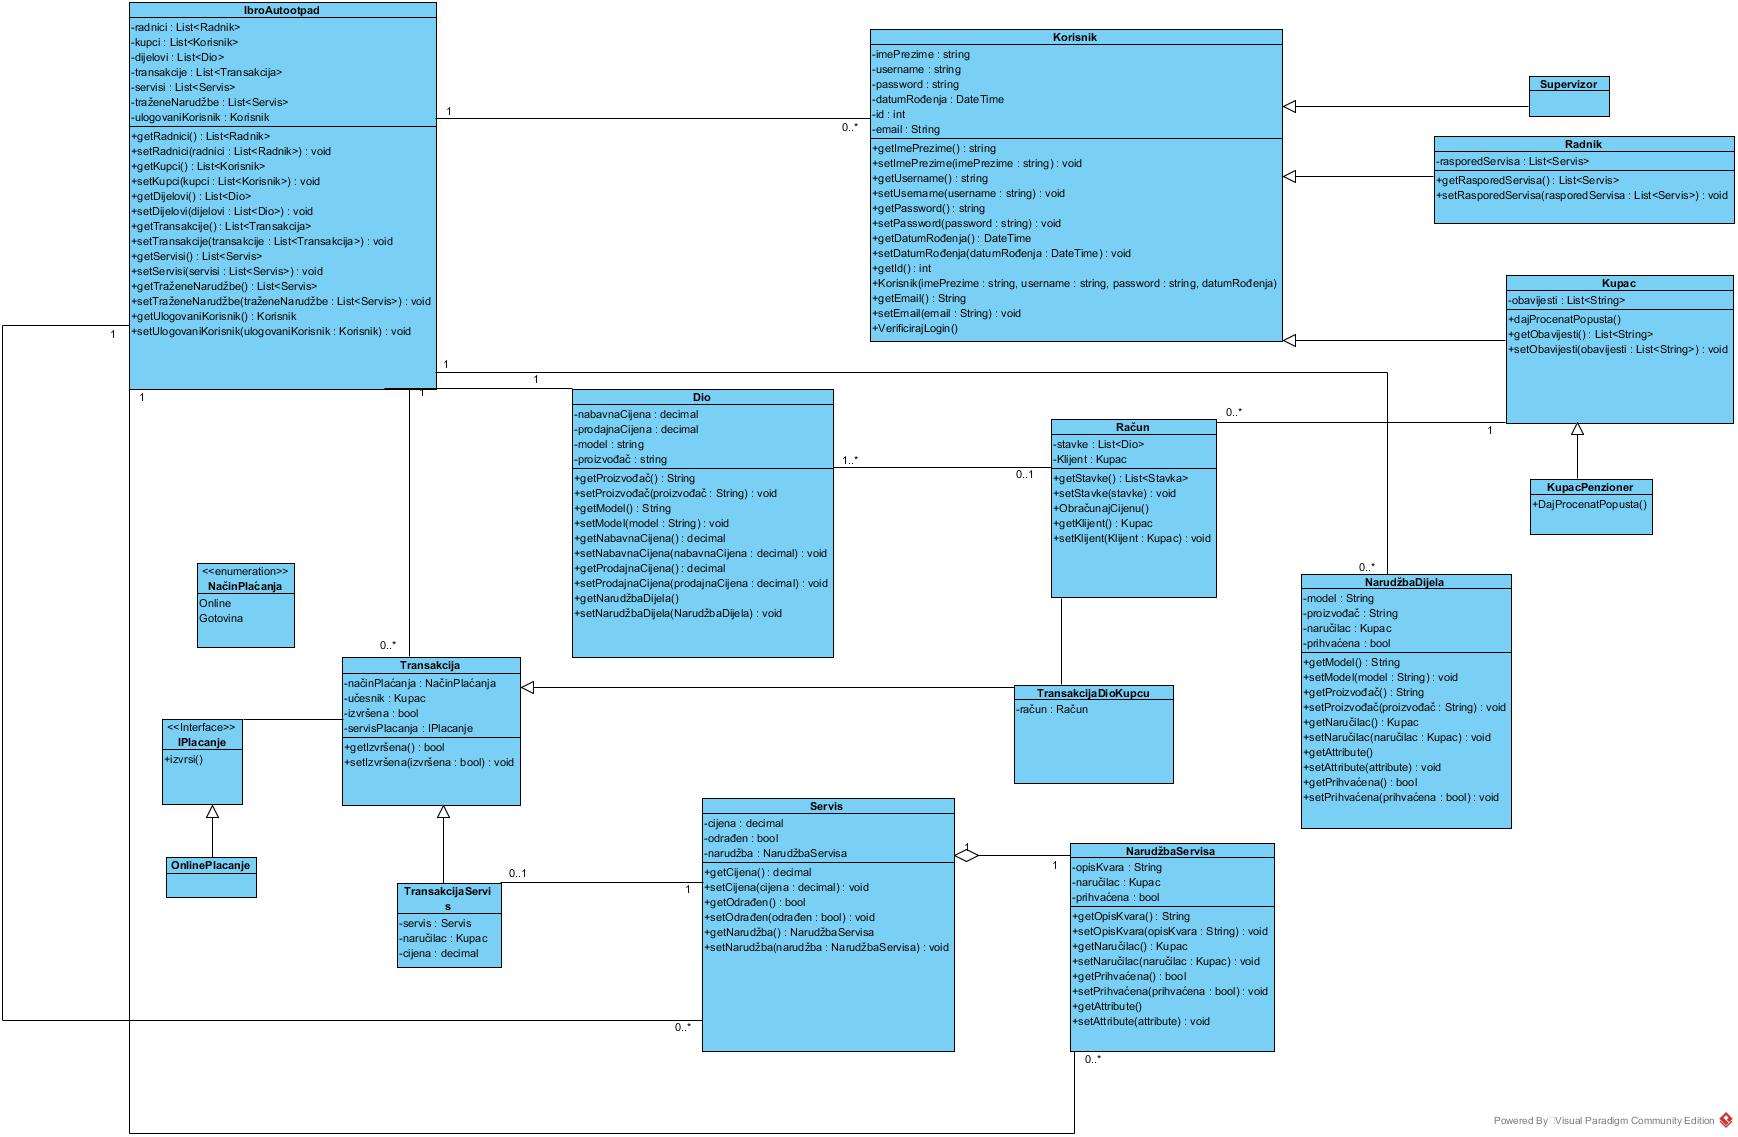 IbroAutootpad
-radnici : List<Radnik>
-kupci : List<Korisnik>
-dijelovi : List<Dio>
-transakcije : List<Transakcija>
-servisi : List<Servis>
-traženeNarudžbe : List<Servis>
-ulogovaniKorisnik : Korisnik
+getRadnici() : List<Radnik>
+setRadnici(radnici : List<Radnik>) : void
+getKupci() : List<Korisnik>
+setKupci(kupci : List<Korisnik>) : void
+getDijelovi() : List<Dio>
+setDijelovi(dijelovi : List<Dio>) : void
+getTransakcije() : List<Transakcija>
+setTransakcije(transakcije : List<Transakcija>) : void
+getServisi() : List<Servis>
+setServisi(servisi : List<Servis>) : void
+getTraženeNarudžbe() : List<Servis>
+setTraženeNarudžbe(traženeNarudžbe : List<Servis>) : void
+getUlogovaniKorisnik() : Korisnik
+setUlogovaniKorisnik(ulogovaniKorisnik : Korisnik) : void
1
0..*
Korisnik
-imePrezime : string
-username : string
-password : string
-datumRođenja : DateTime
-id : int
-email : String
+getImePrezime() : string
+setImePrezime(imePrezime : string) : void
+getUsername() : string
+setUsername(username : string) : void
+getPassword() : string
+setPassword(password : string) : void
+getDatumRođenja() : DateTime
+setDatumRođenja(datumRođenja : DateTime) : void
+getId() : int
+Korisnik(imePrezime : string, username : string, password : string, datumRođenja)
+getEmail() : String
+setEmail(email : String) : void
+VerificirajLogin()
Supervizor
Radnik
-rasporedServisa : List<Servis>
+getRasporedServisa() : List<Servis>
+setRasporedServisa(rasporedServisa : List<Servis>) : void
Kupac
-obavijesti : List<String>
+dajProcenatPopusta()
+getObavijesti() : List<String>
+setObavijesti(obavijesti : List<String>) : void
1
1
1
1
1
Dio
-nabavnaCijena : decimal
-prodajnaCijena : decimal
-model : string
-proizvođač : string
+getProizvođač() : String
+setProizvođač(proizvođač : String) : void
+getModel() : String
+setModel(model : String) : void
+getNabavnaCijena() : decimal
+setNabavnaCijena(nabavnaCijena : decimal) : void
+getProdajnaCijena() : decimal
+setProdajnaCijena(prodajnaCijena : decimal) : void
+getNarudžbaDijela()
+setNarudžbaDijela(NarudžbaDijela) : void
1..*
0..1
Račun
-stavke : List<Dio>
-Klijent : Kupac
+getStavke() : List<Stavka>
+setStavke(stavke) : void
+ObračunajCijenu()
+getKlijent() : Kupac
+setKlijent(Klijent : Kupac) : void
0..*
1
KupacPenzioner
+DajProcenatPopusta()
0..*
NarudžbaDijela
-model : String
-proizvođač : String
-naručilac : Kupac
-prihvaćena : bool
+getModel() : String
+setModel(model : String) : void
+getProizvođač() : String
+setProizvođač(proizvođač : String) : void
+getNaručilac() : Kupac
+setNaručilac(naručilac : Kupac) : void
+getAttribute()
+setAttribute(attribute) : void
+getPrihvaćena() : bool
+setPrihvaćena(prihvaćena : bool) : void
<<enumeration>>
NačinPlaćanja
Online
Gotovina
0..*
Transakcija
-načinPlaćanja : NačinPlaćanja
-učesnik : Kupac
-izvršena : bool
-servisPlacanja : IPlacanje
+getIzvršena() : bool
+setIzvršena(izvršena : bool) : void
TransakcijaDioKupcu
-račun : Račun
<<Interface>>
IPlacanje
+izvrsi()
OnlinePlacanje
TransakcijaServi
s
-servis : Servis
-naručilac : Kupac
-cijena : decimal
0..1
1
Servis
-cijena : decimal
-odrađen : bool
-narudžba : NarudžbaServisa
+getCijena() : decimal
+setCijena(cijena : decimal) : void
+getOdrađen() : bool
+setOdrađen(odrađen : bool) : void
+getNarudžba() : NarudžbaServisa
+setNarudžba(narudžba : NarudžbaServisa) : void
0..*
1
1
NarudžbaServisa
-opisKvara : String
-naručilac : Kupac
-prihvaćena : bool
+getOpisKvara() : String
+setOpisKvara(opisKvara : String) : void
+getNaručilac() : Kupac
+setNaručilac(naručilac : Kupac) : void
+getPrihvaćena() : bool
+setPrihvaćena(prihvaćena : bool) : void
+getAttribute()
+setAttribute(attribute) : void
0..*
Powered By Visual Paradigm Community Edition